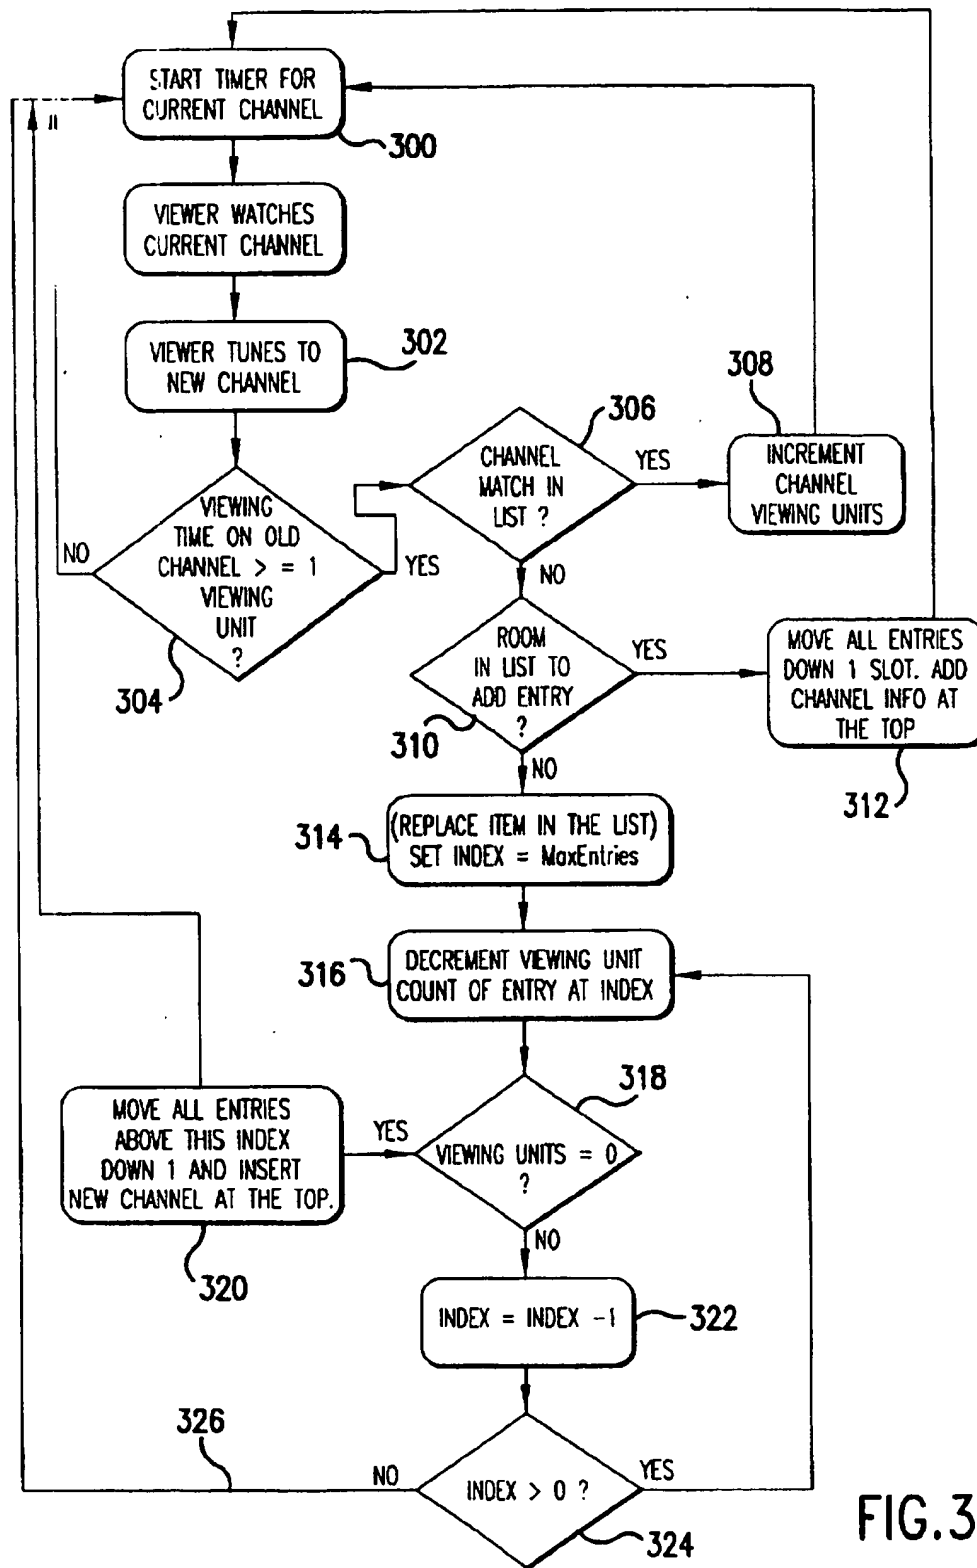 START TIMER FOR
CURRENT CHANNEL
300
VIEWER WATCHES
CURRENT CHANNEL
VIEWER TUNES TO
NEW CHANNEL
302
VIEWING
TIME ON OLD
CHANNEL > = 1
VIEWING
UNIT
?
NO
YES
304
CHANNEL
MATCH IN
LIST ?
306
YES
NO
INCREMENT
CHANNEL
VIEWING UNITS
308
ROOM
IN LIST TO
ADD ENTRY
?
310
YES
NO
MOVE ALL ENTRIES
DOWN 1 SLOT. ADD
CHANNEL INFO AT
THE TOP
312
(REPLACE ITEM IN THE LIST)
SET INDEX = MaxEntries
314
DECREMENT VIEWING UNIT
COUNT OF ENTRY AT INDEX
316
VIEWING UNITS = 0
?
318
YES
NO
MOVE ALL ENTRIES
ABOVE THIS INDEX
DOWN 1 AND INSERT
NEW CHANNEL AT THE TOP.
320
INDEX = INDEX -1
322
INDEX > 0 ?
324
NO
YES
326
FIG.3